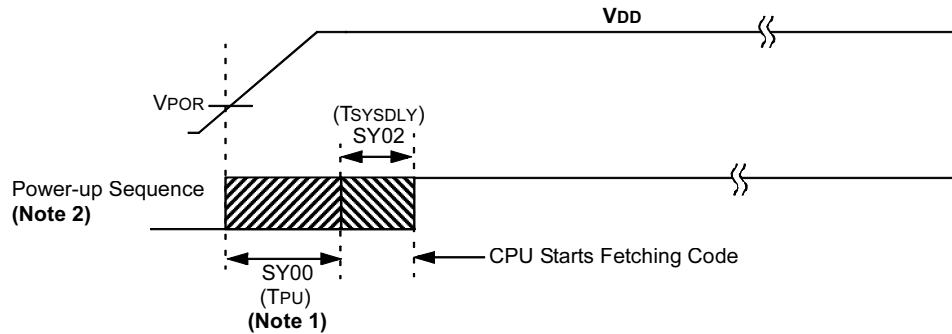 VDD
VPOR
(TSYSDLY)
SY02
Power-up Sequence
(Note 2)
CPU Starts Fetching Code
SY00
(TPU)
(Note 1)